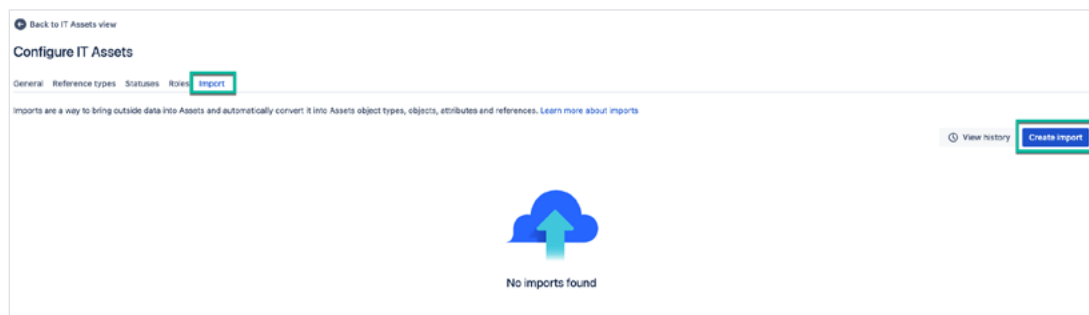 Back to IT Assets view
Configure IT Assets
General Reference types Statuses Roles Import
Imports are a way to bring outside data into Assets and automatically convert it into Assets object types, objects, attributes and references. Learn more about imports
View history Create import
No imports found